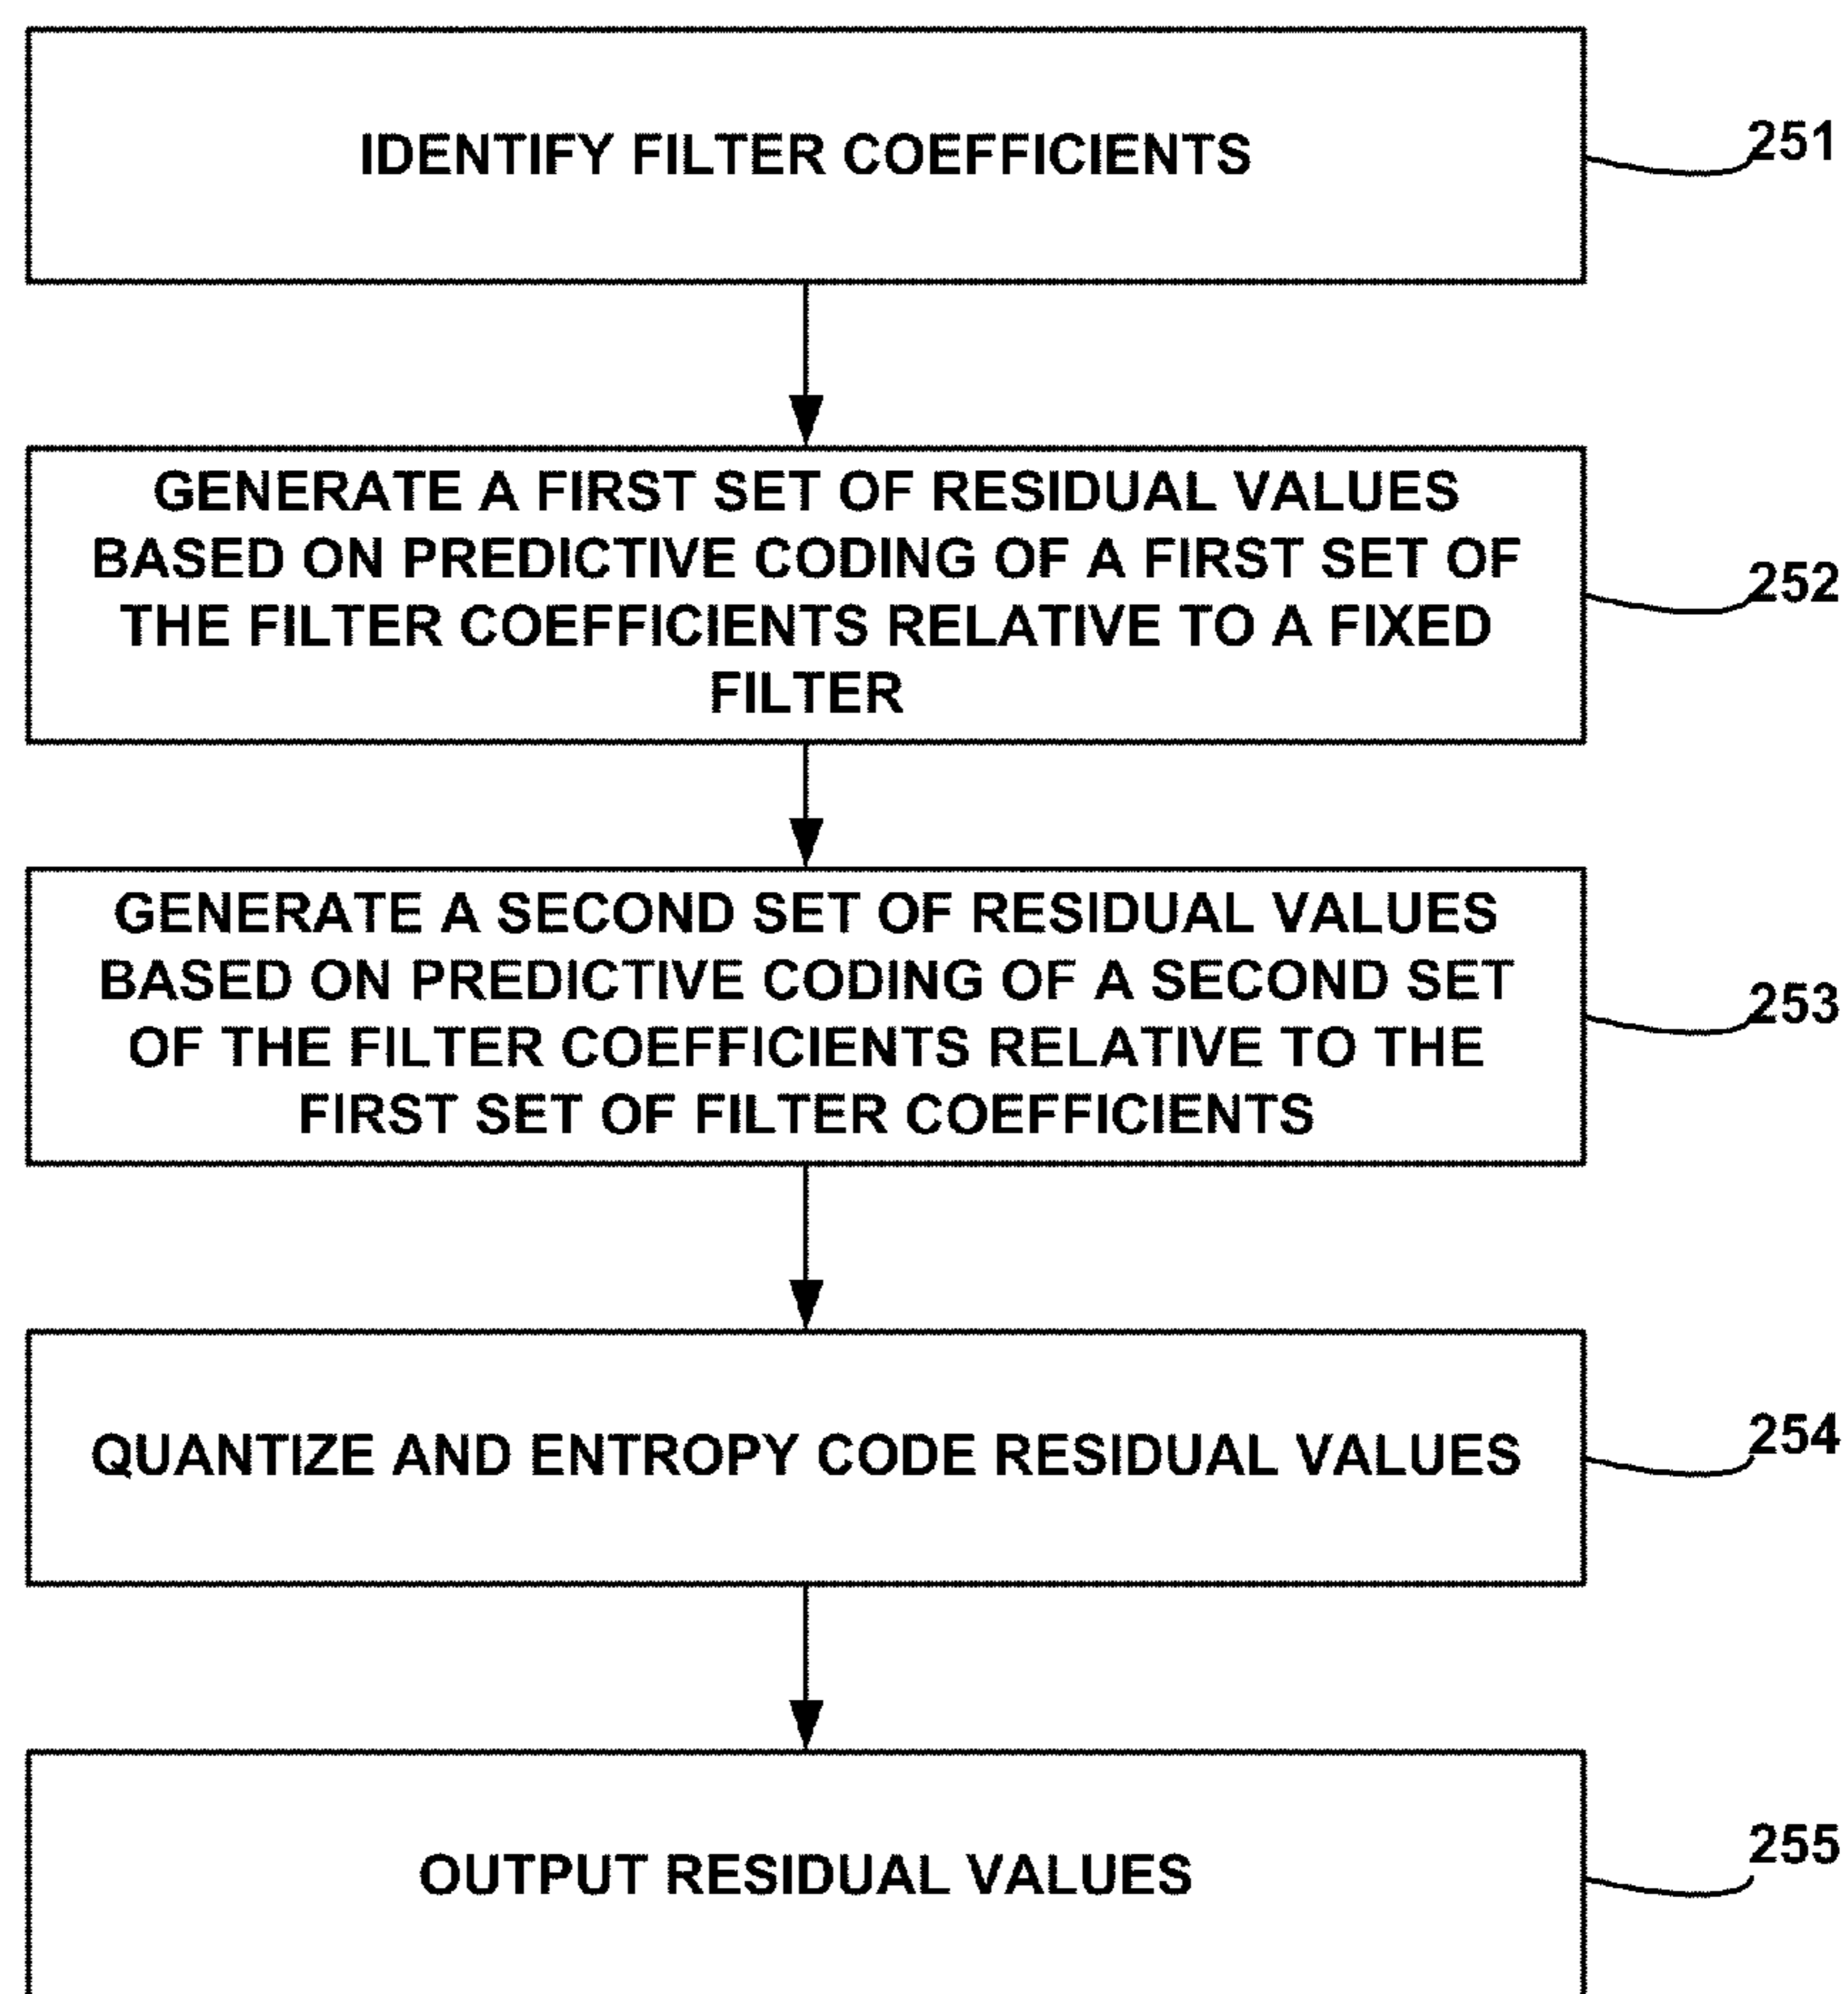 IDENTIFY FILTER COEFFICIENTS
251
GENERATE A FIRST SET OF RESIDUAL VALUES
BASED ON PREDICTIVE CODING OF A FIRST SET OF
THE FILTER COEFFICIENTS RELATIVE TO A FIXED
FILTER
252
GENERATE A SECOND SET OF RESIDUAL VALUES
BASED ON PREDICTIVE CODING OF A SECOND SET
OF THE FILTER COEFFICIENTS RELATIVE TO THE
FIRST SET OF FILTER COEFFICIENTS
253
QUANTIZE AND ENTROPY CODE RESIDUAL VALUES
254
OUTPUT RESIDUAL VALUES
255